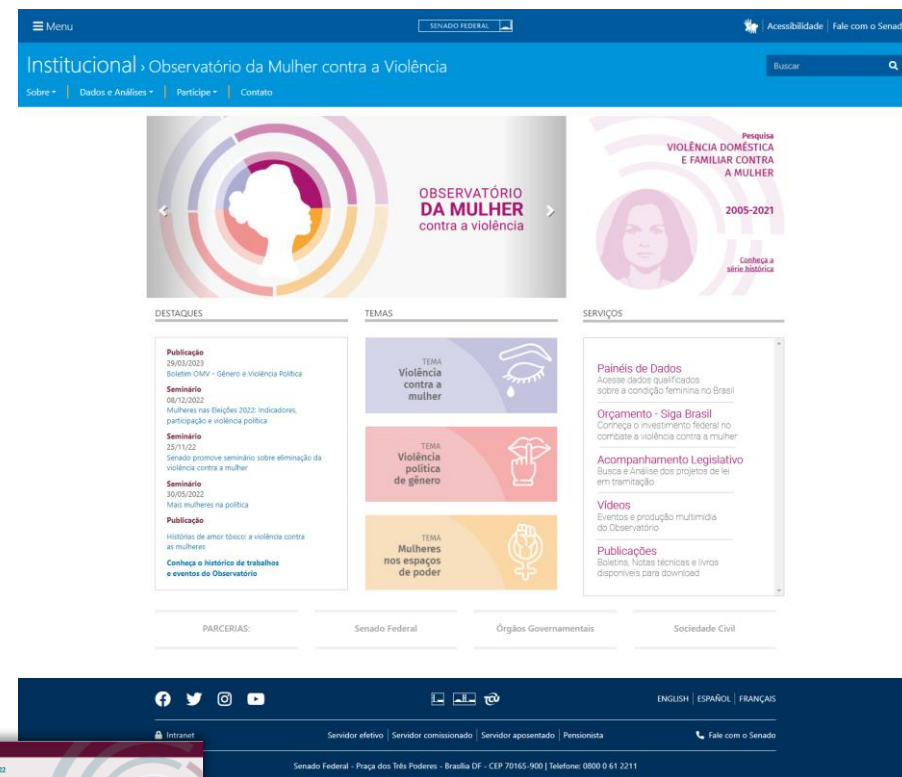 Menu
SENADO FEDERAL
Acessibilidade | Fale com o Senad
Institucional › Observatório da Mulher contra a Violência
Buscar
Sobre | Dados e Análises | Participe | Contato
OBSERVATÓRIO
DA MULHER
contra a violência
Pesquisa
VIOLÊNCIA DOMÉSTICA
E FAMILIAR CONTRA
A MULHER
2005-2021
Conheça a
série histórica
DESTAQUES
Publicação
29/03/2023
Boletim OMV - Gênero e Violência Política
Seminário
08/12/2022
Mulheres nas Eleições 2022: Indicadores,
participação e violência política
Seminário
25/11/22
Senado promove seminário sobre eliminação da
violência contra a mulher
Seminário
30/05/2022
Mais mulheres na política
Publicação
Histórias de amor tóxico: a violência contra
as mulheres
Conheça o histórico de trabalhos
e eventos do Observatório
TEMAS
TEMA
Violência
contra a
mulher
TEMA
Violência
política
de gênero
TEMA
Mulheres
nos espaços
de poder
SERVIÇOS
Painéis de Dados
Acesse dados qualificados
sobre a condição feminina no Brasil
Orçamento - Siga Brasil
Conheça o investimento federal no
combate a violência contra a mulher
Acompanhamento Legislativo
Busca e Análise dos projetos de lei
em tramitação
Vídeos
Eventos e produção multimídia
do Observatório
Publicações
Boletins, Notas técnicas e livros
disponíveis para download
PARCERIAS:
Senado Federal
Órgãos Governamentais
Sociedade Civil
TCU
ENGLISH | ESPAÑOL | FRANÇAIS
Intranet
Servidor efetivo | Servidor comissionado | Servidor aposentado | Pensionista
Fale com o Senado
Senado Federal - Praça dos Três Poderes - Brasília DF - CEP 70165-900 | Telefone: 0800 0 61 2211